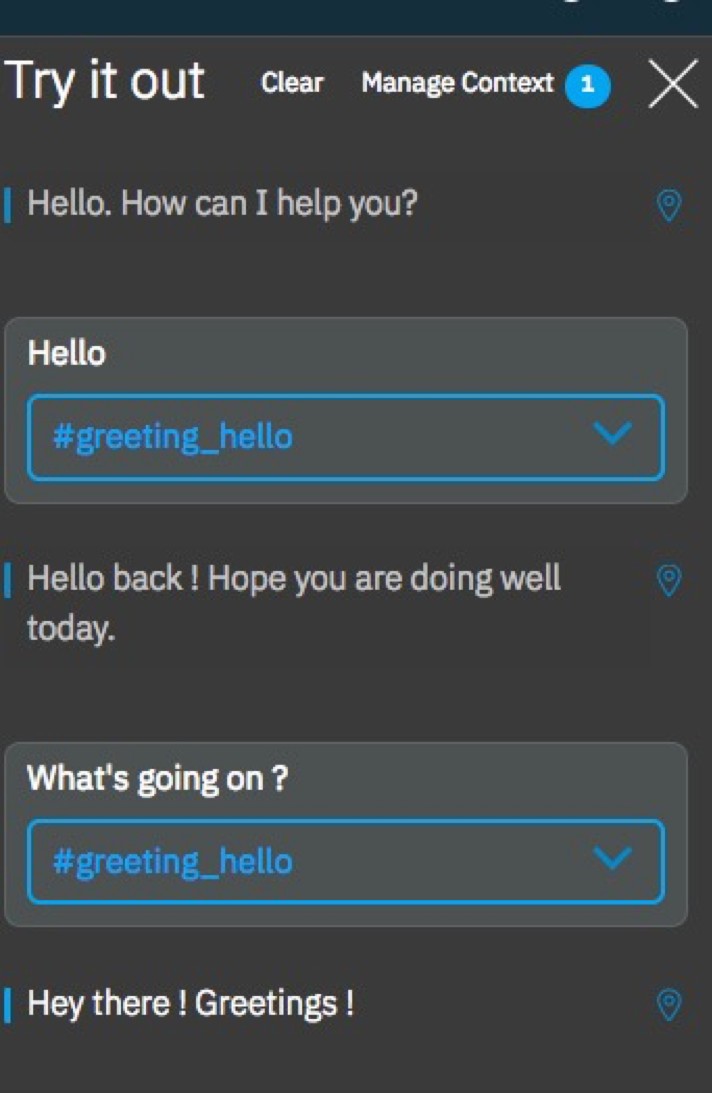 Try it out Clear Manage Context 1
Hello. How can I help you?
Hello
#greeting_hello
Hello back ! Hope you are doing well
today.
What's going on ?
#greeting_hello
Hey there ! Greetings !